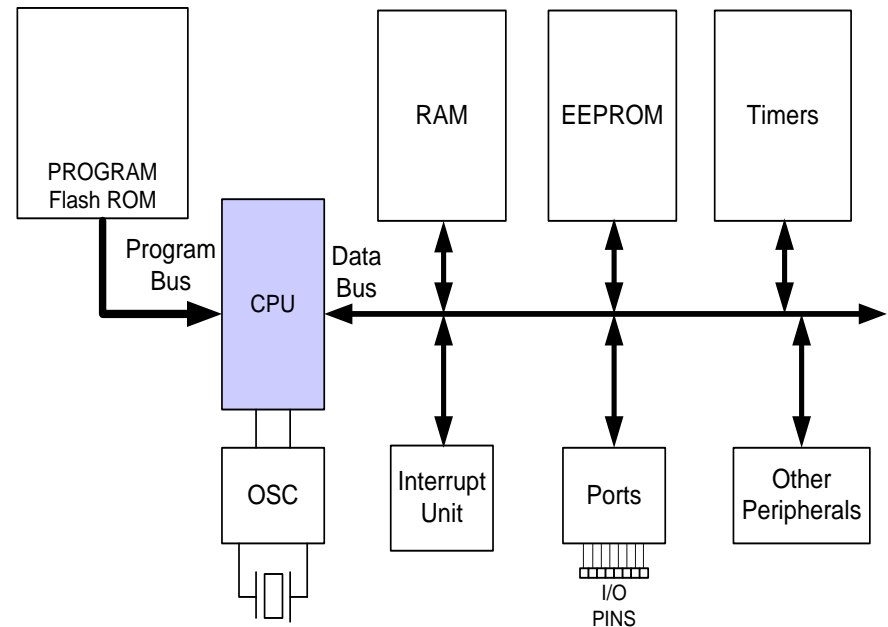 PROGRAM
Flash ROM
RAM
EEPROM
Timers
Program
Bus
CPU
Data
Bus
OSC
Interrupt
Unit
Ports
Other
Peripherals
I/O
PINS